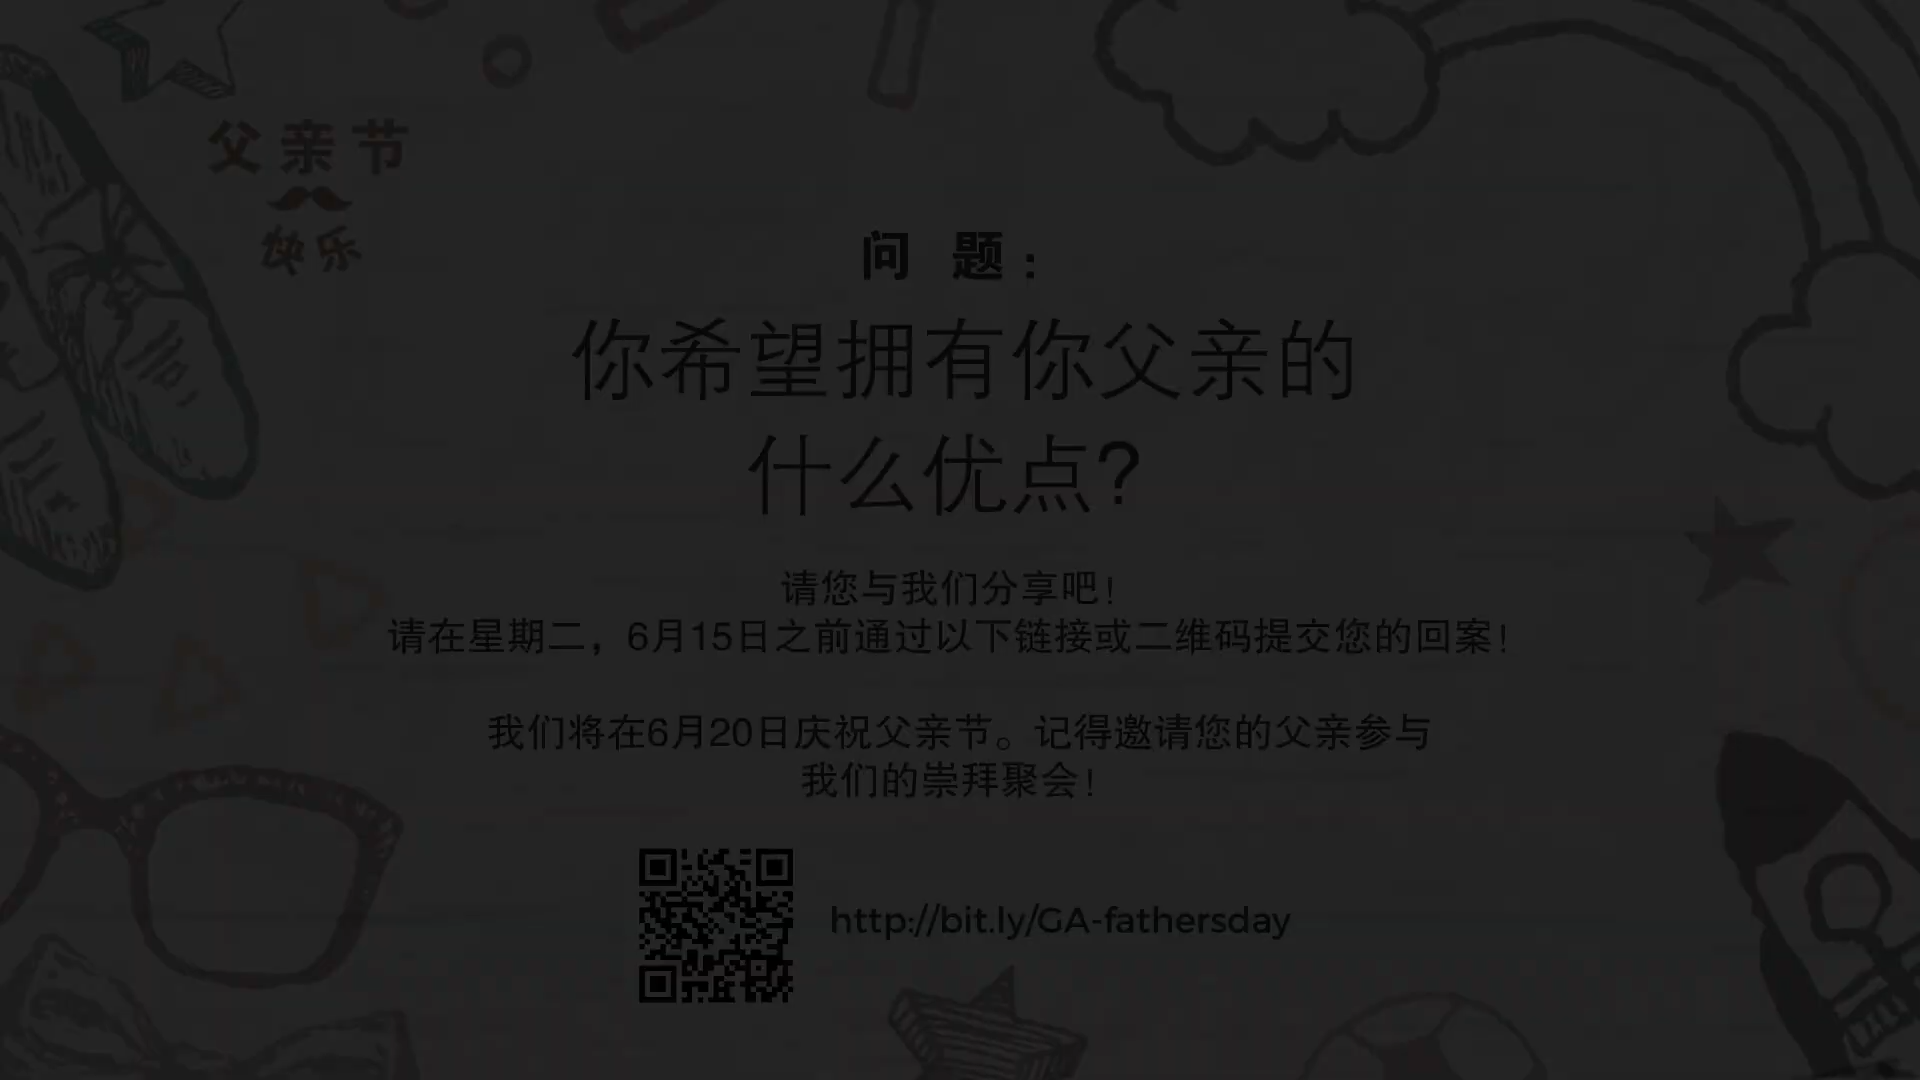 父亲节
快乐
问 题：
你希望拥有你父亲的
什么优点？
请您与我们分享吧！
请在星期二，6月15日之前通过以下链接或二维码提交您的回案！
我们将在6月20日庆祝父亲节。记得邀请您的父亲参与
我们的崇拜聚会！
http://bit.ly/GA-fathersday